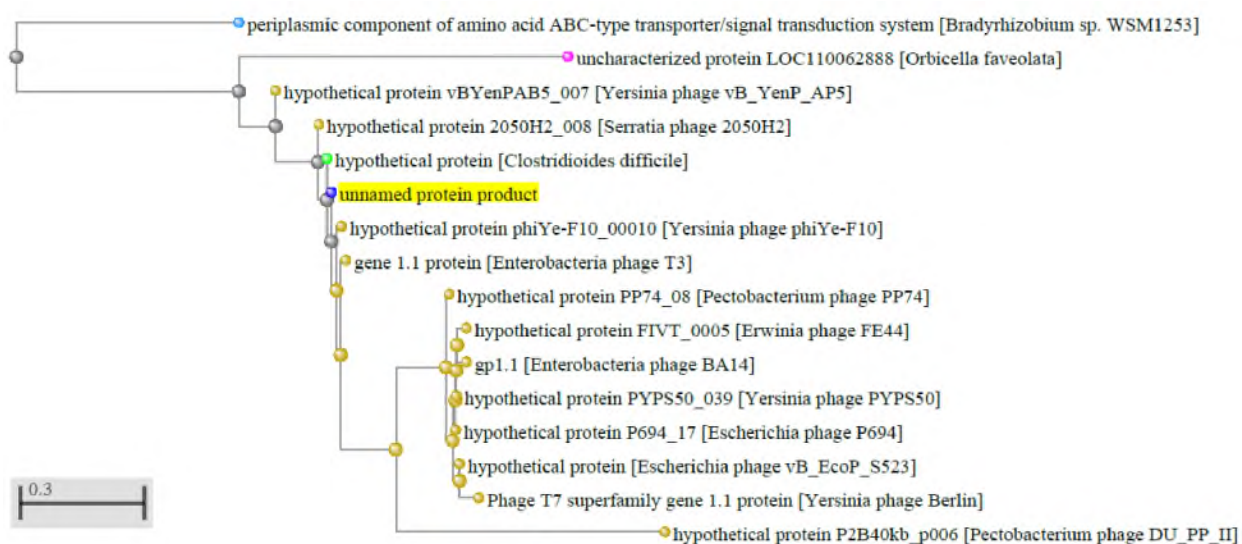 periplasmic component of amino acid ABC-type transporter/signal transduction system [Bradyrhizobium sp. WSM1253]
uncharacterized protein LOC110062888 [Orbicella faveolata]
hypothetical protein vBYenPAB5_007 [Yersinia phage vB_YenP_AP5]
hypothetical protein 2050H2_008 [Serratia phage 2050H2]
hypothetical protein [Clostridioides difficile]
unnamed protein product
hypothetical protein phiYe-F10_00010 [Yersinia phage phiYe-F10]
gene 1.1 protein [Enterobacteria phage T3]
hypothetical protein PP74_08 [Pectobacterium phage PP74]
hypothetical protein FIVT_0005 [Erwinia phage FE44]
gp1.1 [Enterobacteria phage BA14]
hypothetical protein PYPS50_039 [Yersinia phage PYPS50]
hypothetical protein P694_17 [Escherichia phage P694]
hypothetical protein [Escherichia phage vB_EcoP_S523]
Phage T7 superfamily gene 1.1 protein [Yersinia phage Berlin]
hypothetical protein P2B40kb_p006 [Pectobacterium phage DU_PP_II]
0.3